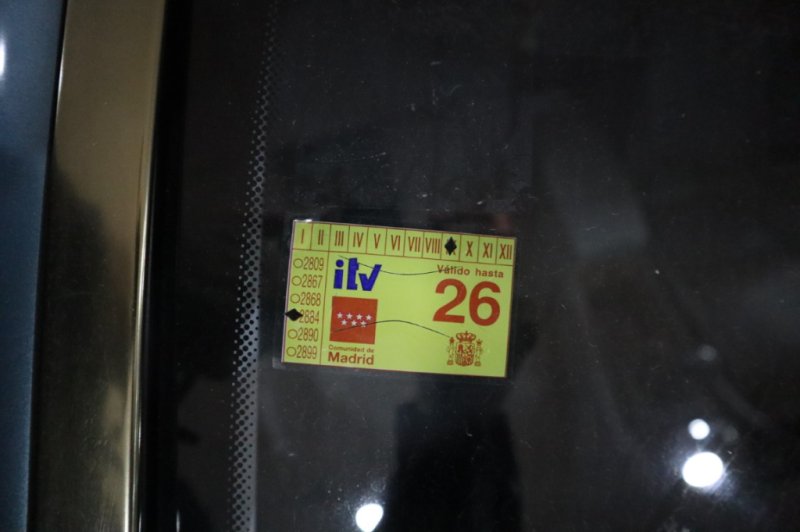 I II III IV V VI VII VIII X XI XII
2809
2867
2868
2884
2890
2899
itv
Válido hasta
26
Comunidad de
Madrid